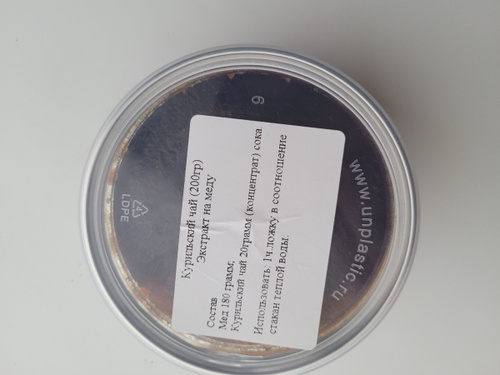 Курильский чай (200гр)
Экстракт на меду
Состав
Мед 180 грамм;
Курильский чай 20грамм (концентрат) сока
Использовать: 1ч.ложку в соотношение
стакан теплой воды.
www.unplastic.ru
LDPE
4
6